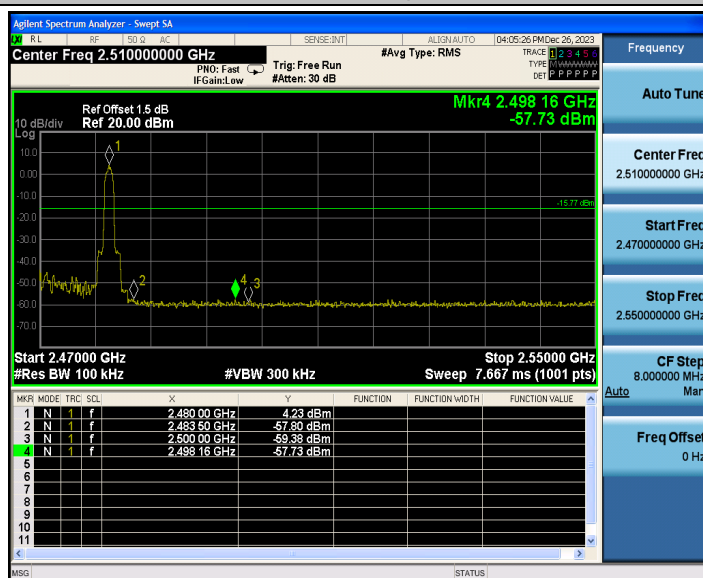 Agilent Spectrum Analyzer - Swept SA
LXI RL RF 50 Ω AC SENSE:INT ALIGNAUTO 04:05:26 PM Dec 26, 2023
Center Freq 2.510000000 GHz #Avg Type: RMS TRACE 1 2 3 4 5 6
PNO: Fast Trig: Free Run TYPE MWWWWW
IFGain:Low #Atten: 30 dB DET P P P P P P
Frequency
Auto Tune
Center Freq
2.510000000 GHz
Start Freq
2.470000000 GHz
Stop Freq
2.550000000 GHz
CF Step
8.000000 MHz
Auto Man
Freq Offset
0 Hz
Mkr4 2.498 16 GHz
-57.73 dBm
Ref Offset 1.5 dB
10 dB/div Ref 20.00 dBm
Log
10.0
0.00
-10.0
-20.0
-30.0
-40.0
-50.0
-60.0
-70.0
1
-15.77 dBm
2
4
3
Start 2.47000 GHz Stop 2.55000 GHz
#Res BW 100 kHz #VBW 300 kHz Sweep 7.667 ms (1001 pts)
MKR MODE TRC SCL X Y FUNCTION FUNCTION WIDTH FUNCTION VALUE
1 N 1 f 2.480 00 GHz 4.23 dBm
2 N 1 f 2.483 50 GHz -57.80 dBm
3 N 1 f 2.500 00 GHz -59.38 dBm
4 N 1 f 2.498 16 GHz -57.73 dBm
5
6
7
8
9
10
11
MSG STATUS